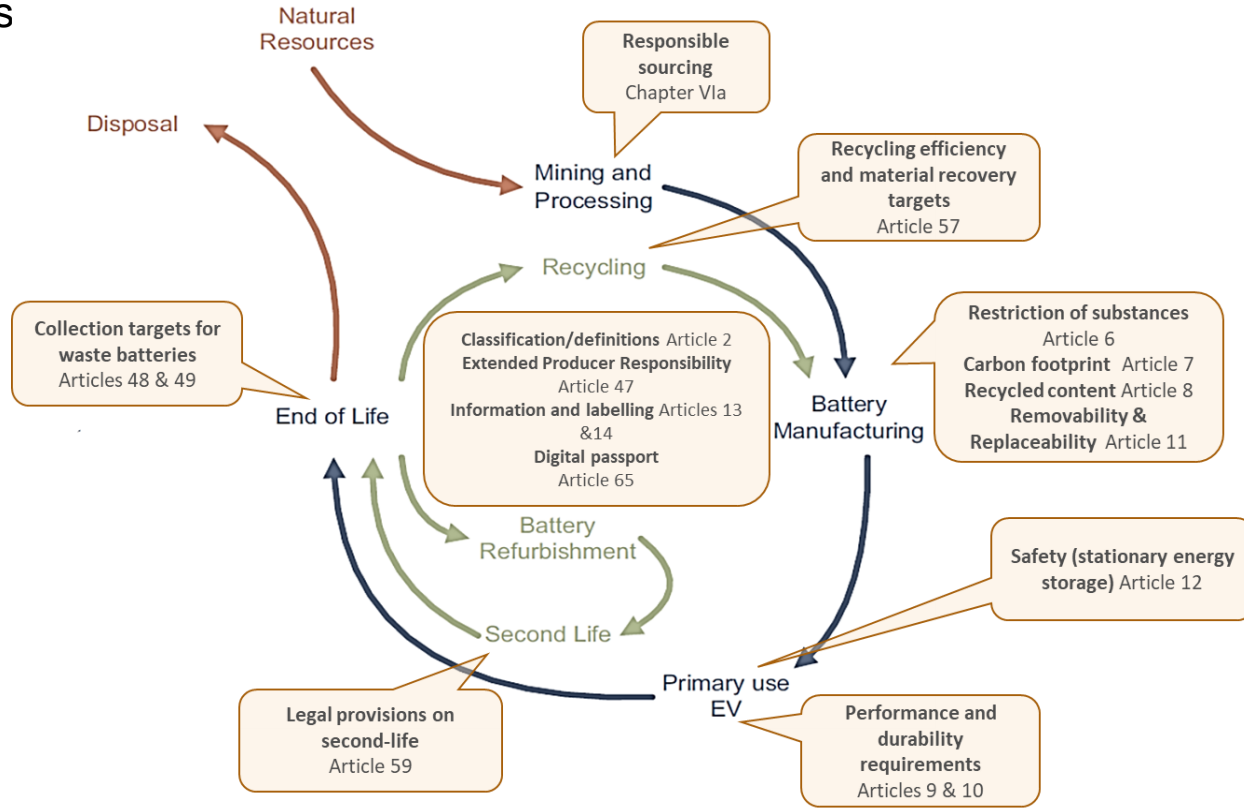 s
Natural
Resources
Responsible
sourcing
Chapter VIa
Disposal
Mining and
Processing
Recycling efficiency
and material recovery
targets
Article 57
Recycling
Collection targets for
waste batteries
Articles 48 & 49
End of Life
Classification/definitions Article 2
Extended Producer Responsibility
Article 47
Information and labelling Articles 13
&14
Digital passport
Article 65
Battery
Manufacturing
Restriction of substances
Article 6
Carbon footprint Article 7
Recycled content Article 8
Removability &
Replaceability Article 11
Battery
Refurbishment
Safety (stationary energy
storage) Article 12
Second Life
Primary use
EV
Legal provisions on
second-life
Article 59
Performance and
durability
requirements
Articles 9 & 10